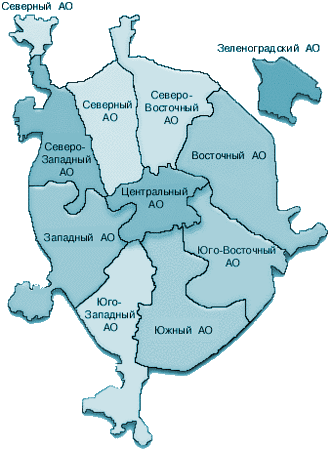 Северный АО
Зеленоградский АО
Северный
АО
Северо-
Восточный
АО
Северо-
Западный
АО
Восточный АО
Центральный
АО
Западный АО
Юго-Восточный
АО
Юго-
Западный
АО
Южный АО